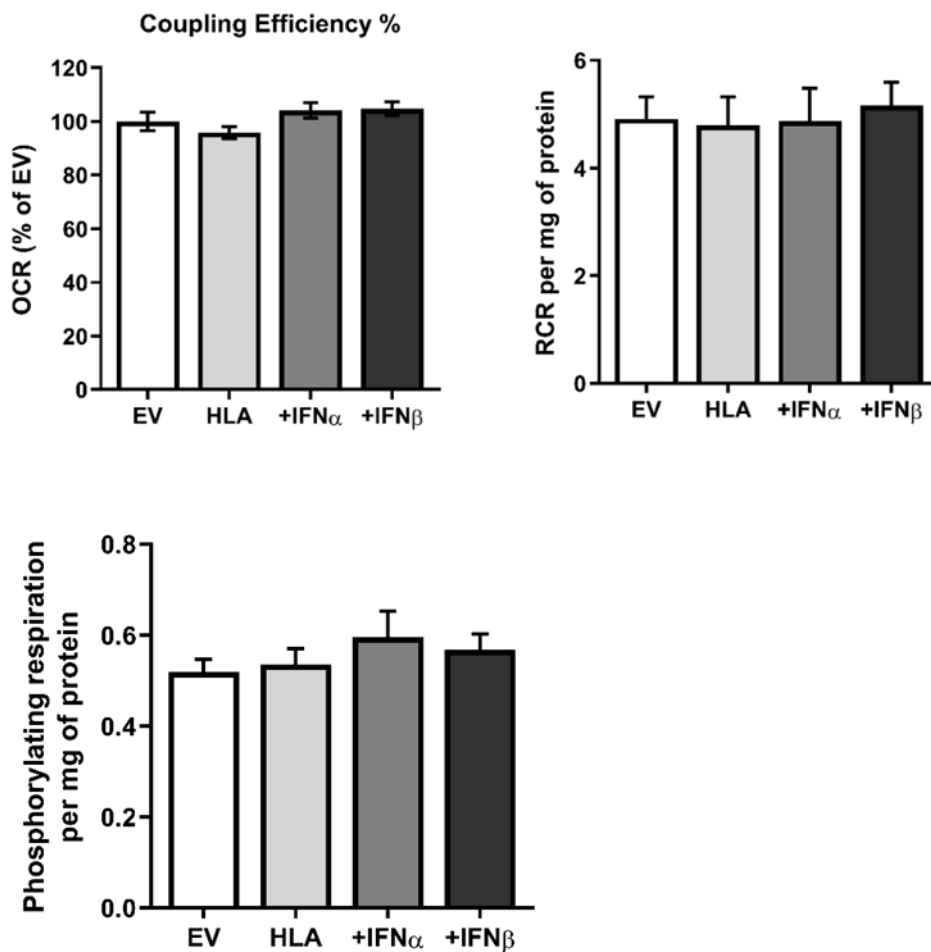 Coupling Efficiency %
OCR (% of EV)
120
100
80
60
40
20
0
EV HLA +IFNα +IFNβ
RCR per mg of protein
6
4
2
0
EV HLA +IFNα +IFNβ
Phosphorylating respiration
per mg of protein
0.8
0.6
0.4
0.2
0.0
EV HLA +IFNα +IFNβ